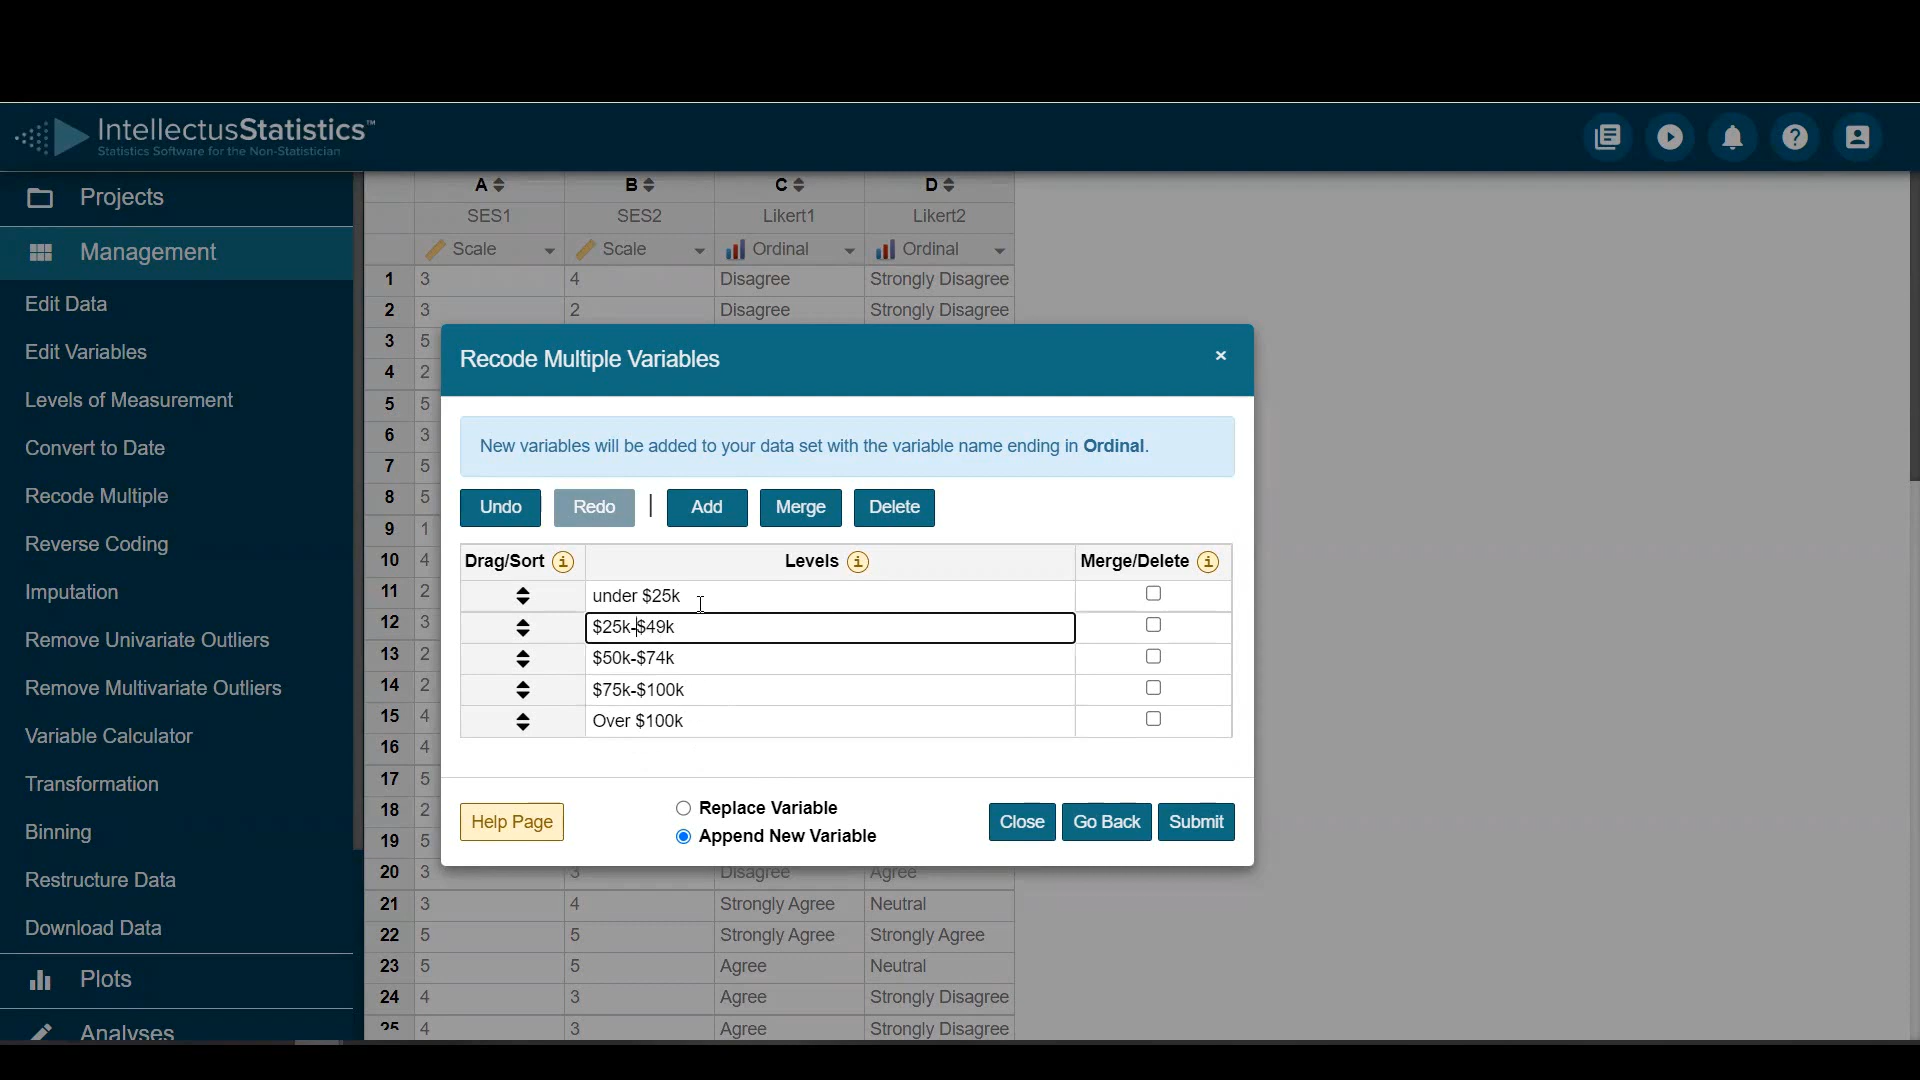 IntellectusStatistics™
Statistics Software for the Non-Statistician
Projects
Management
Edit Data
Edit Variables
Levels of Measurement
Convert to Date
Recode Multiple
Reverse Coding
Imputation
Remove Univariate Outliers
Remove Multivariate Outliers
Variable Calculator
Transformation
Binning
Restructure Data
Download Data
Plots
Analyses
A B C D
SES1 SES2 Likert1 Likert2
Scale Scale Ordinal Ordinal
1 3 4 Disagree Strongly Disagree
2 3 2 Disagree Strongly Disagree
3 5
4 2
5 5
6 3
7 5
8 5
9 1
10 4
11 2
12 3
13 2
14 2
15 4
16 4
17 5
18 2
19 5
20 3 3 Disagree Agree
21 3 4 Strongly Agree Neutral
22 5 5 Strongly Agree Strongly Agree
23 5 5 Agree Neutral
24 4 3 Agree Strongly Disagree
25 4 3 Agree Strongly Disagree
Recode Multiple Variables ×
New variables will be added to your data set with the variable name ending in Ordinal.
Undo Redo | Add Merge Delete
Drag/Sort i Levels i Merge/Delete i
under $25k
$25k-$49k
$50k-$74k
$75k-$100k
Over $100k
Help Page
Replace Variable
Append New Variable
Close Go Back Submit